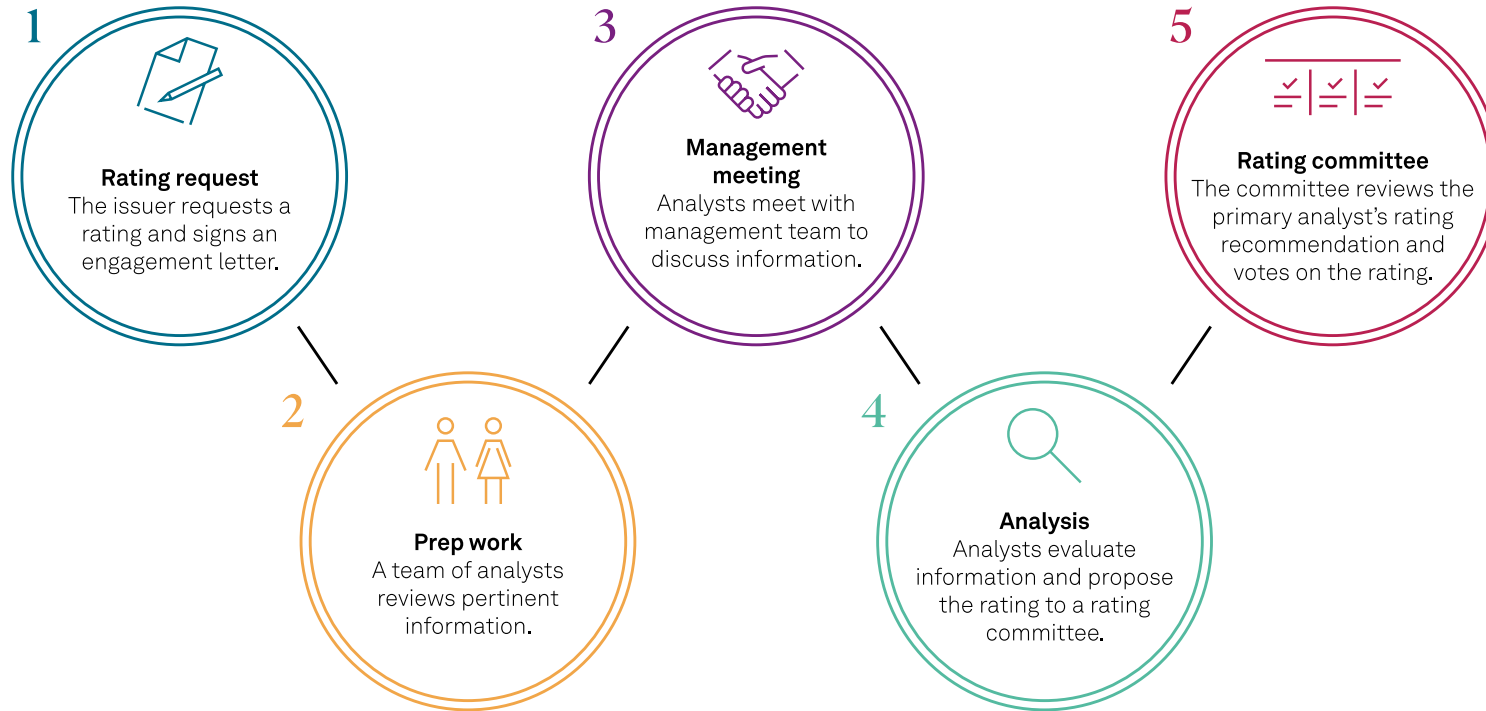 1
Rating request
The issuer requests a
rating and signs an
engagement letter.
2
Prep work
A team of analysts
reviews pertinent
information.
3
Management
meeting
Analysts meet with
management team to
discuss information.
4
Analysis
Analysts evaluate
information and propose
the rating to a rating
committee.
5
Rating committee
The committee reviews the
primary analyst’s rating
recommendation and
votes on the rating.